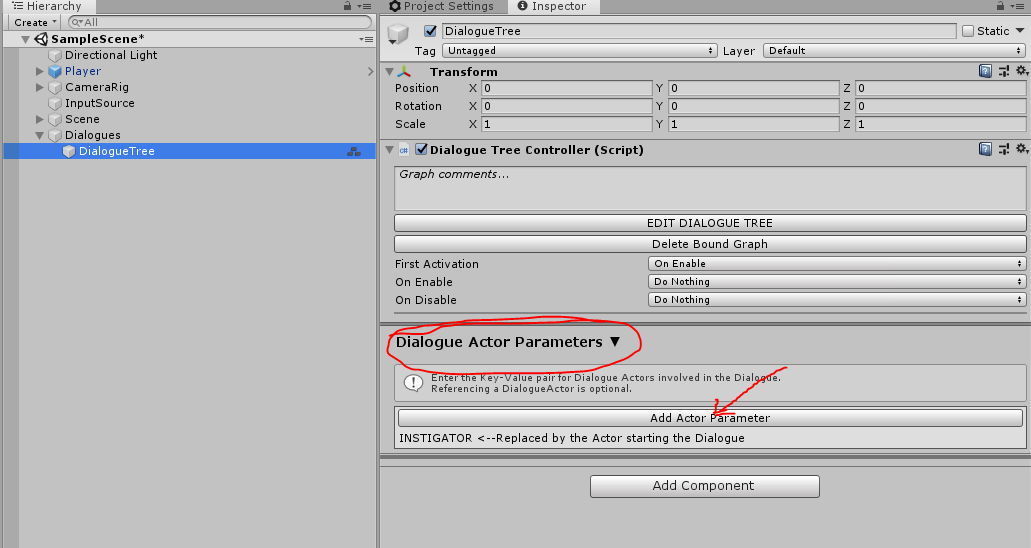 Hierarchy
Create
All
SampleScene*
Directional Light
Player
CameraRig
InputSource
Scene
Dialogues
DialogueTree
Project Settings
Inspector
DialogueTree
Static
Tag Untagged Layer Default
Transform
Position X 0 Y 0 Z 0
Rotation X 0 Y 0 Z 0
Scale X 1 Y 1 Z 1
C#
Dialogue Tree Controller (Script)
Graph comments...
EDIT DIALOGUE TREE
Delete Bound Graph
First Activation On Enable
On Enable Do Nothing
On Disable Do Nothing
Dialogue Actor Parameters ▼
Enter the Key-Value pair for Dialogue Actors involved in the Dialogue.
Referencing a DialogueActor is optional.
Add Actor Parameter
INSTIGATOR <--Replaced by the Actor starting the Dialogue
Add Component